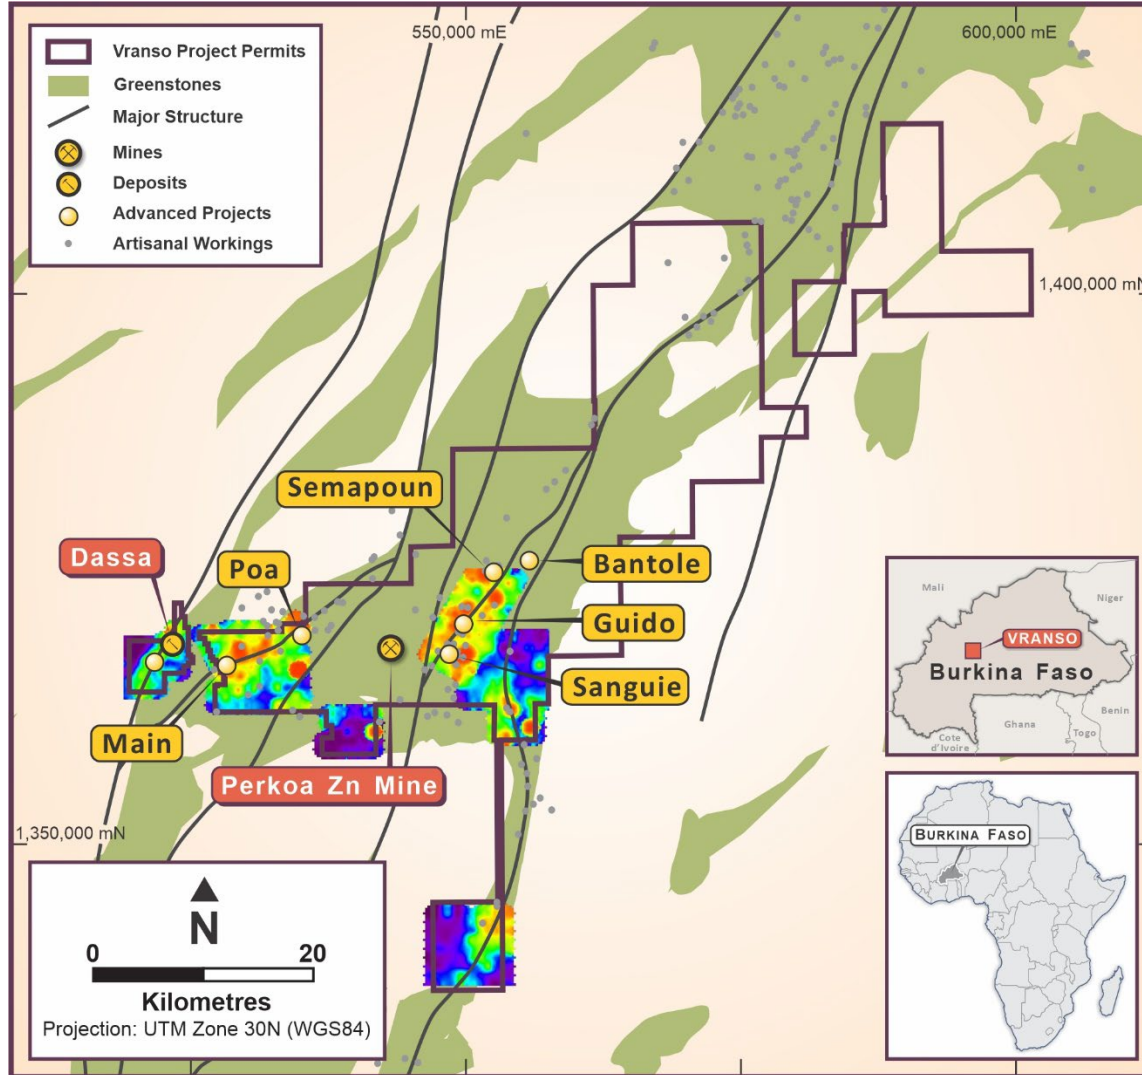 550,000 mE
600,000 mE
Vranso Project Permits
Greenstones
Major Structure
Mines
Deposits
Advanced Projects
Artisanal Workings
1,400,000 mN
Semapoun
Dassa
Poa
Bantole
Guido
Sanguie
Main
Perkoa Zn Mine
1,350,000 mN
Mali
Niger
VRANSO
Burkina Faso
Ghana
Benin
Togo
Cote
d'Ivoire
BURKINA FASO
N
0
20
Kilometres
Projection: UTM Zone 30N (WGS84)